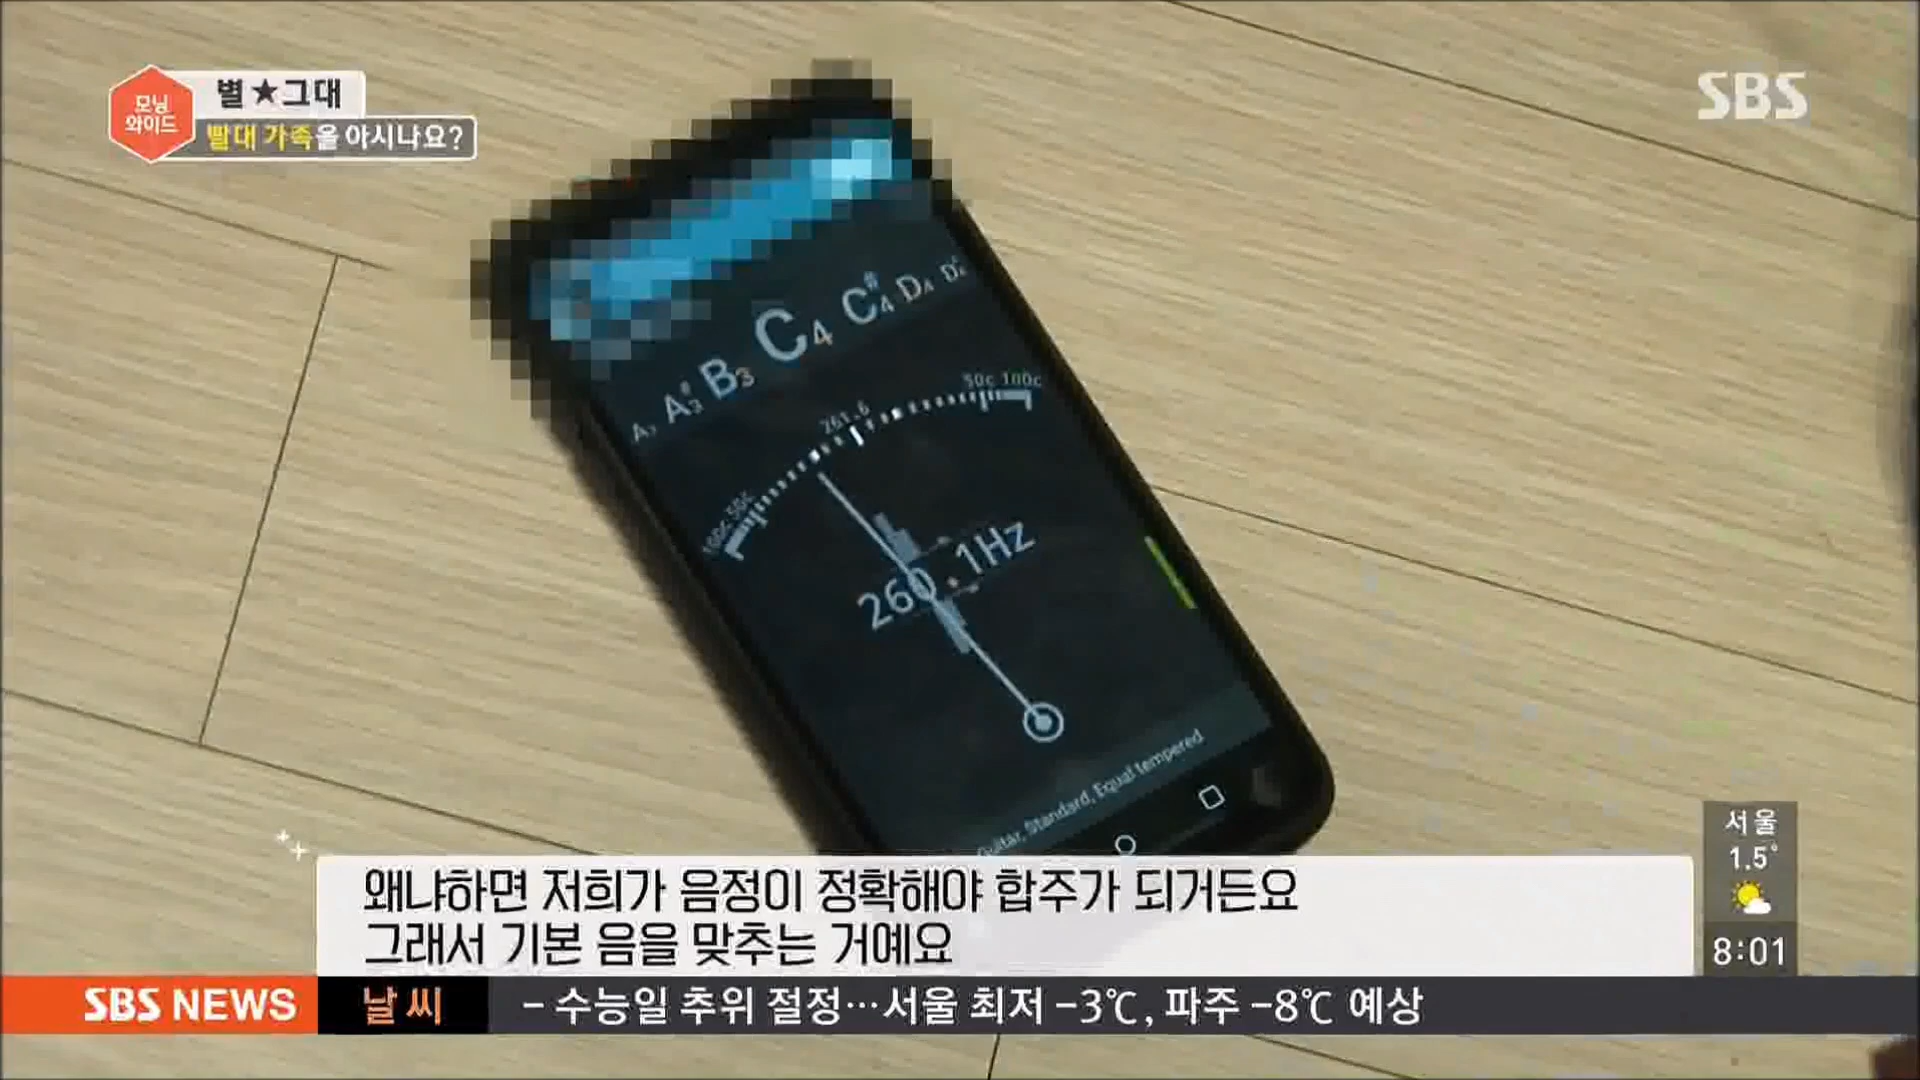 모닝
와이드
별★그대
빨대 가족을 아시나요?
SBS
A3 A#3 B3 C4 C#4 D4 D#4
100c 50c 261.6 50c 100c
260.1Hz
Guitar, Standard, Equal tempered
왜냐하면 저희가 음정이 정확해야 합주가 되거든요
그래서 기본 음을 맞추는 거예요
서울
1.5°
8:01
SBS NEWS 날씨 - 수능일 추위 절정…서울 최저 -3℃, 파주 -8℃ 예상